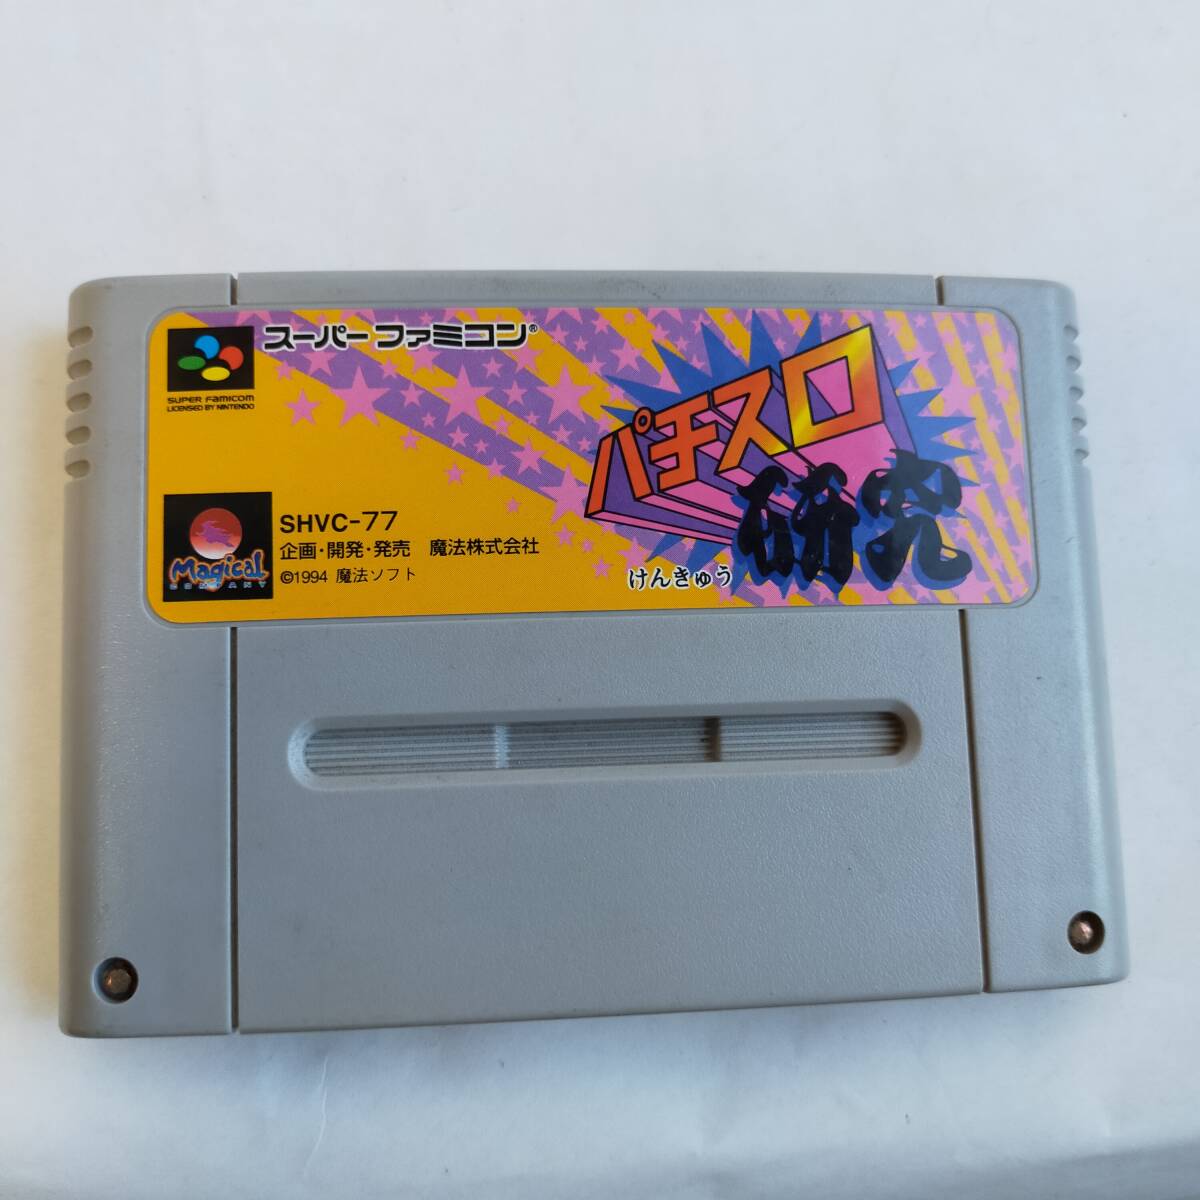 スーパーファミコン®
SUPER FAMICOM
LICENSED BY NINTENDO
パチスロ
研究
けんきゅう
Magical
COMPANY
SHVC-77
企画・開発・発売 魔法株式会社
©1994 魔法ソフト